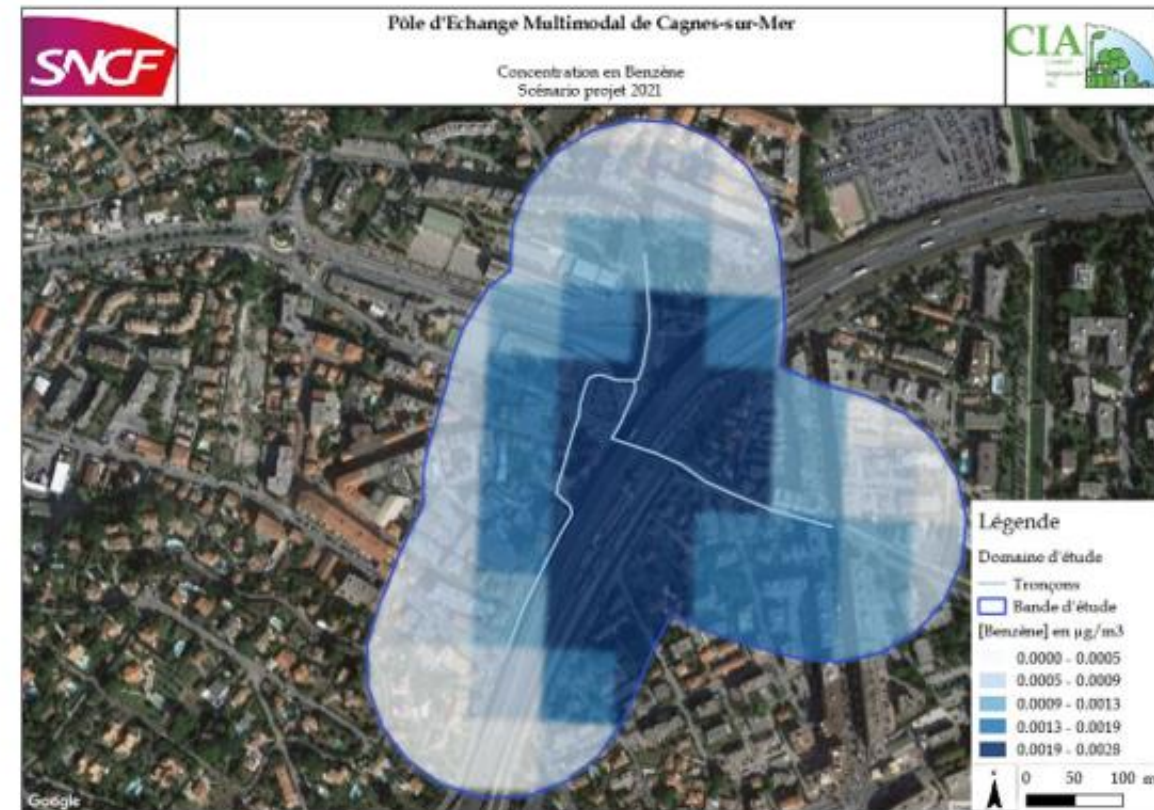 SNCF
Pôle d'Echange Multimodal de Cagnes-sur-Mer
Concentration en Benzène
Scénario projet 2021
CIA
Légende
Domaine d'étude
Tronçons
Bande d'étude
[Benzène] en µg/m3
0.0000 - 0.0005
0.0005 - 0.0009
0.0009 - 0.0013
0.0013 - 0.0019
0.0019 - 0.0028
0 50 100 m
Google